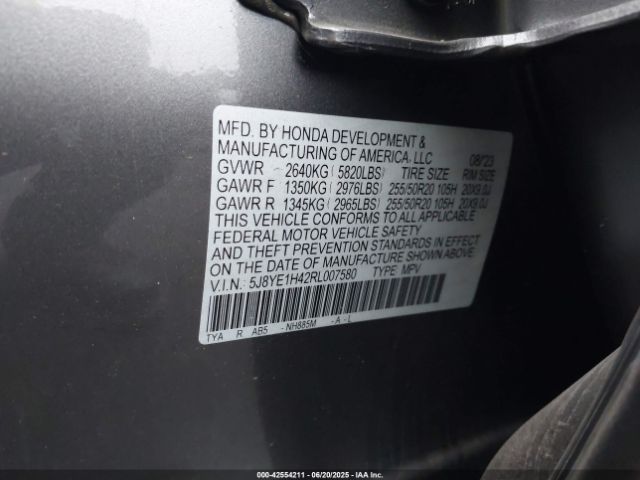 MFD. BY HONDA DEVELOPMENT &
MANUFACTURING OF AMERICA, LLC 08/23
GVWR 2640KG ( 5820LBS) TIRE SIZE RIM SIZE
GAWR F 1350KG ( 2976LBS) 255/50R20 105H 20X9.0J
GAWR R 1345KG ( 2965LBS) 255/50R20 105H 20X9.0J
THIS VEHICLE CONFORMS TO ALL APPLICABLE
FEDERAL MOTOR VEHICLE SAFETY
AND THEFT PREVENTION STANDARDS IN EFFECT
ON THE DATE OF MANUFACTURE SHOWN ABOVE.
V.I.N.: 5J8YE1H42RL007580 TYPE: MPV
TYA R AB5 - NH885M - A - L
00-42554211 | 06/20/2025 | IAA Inc.